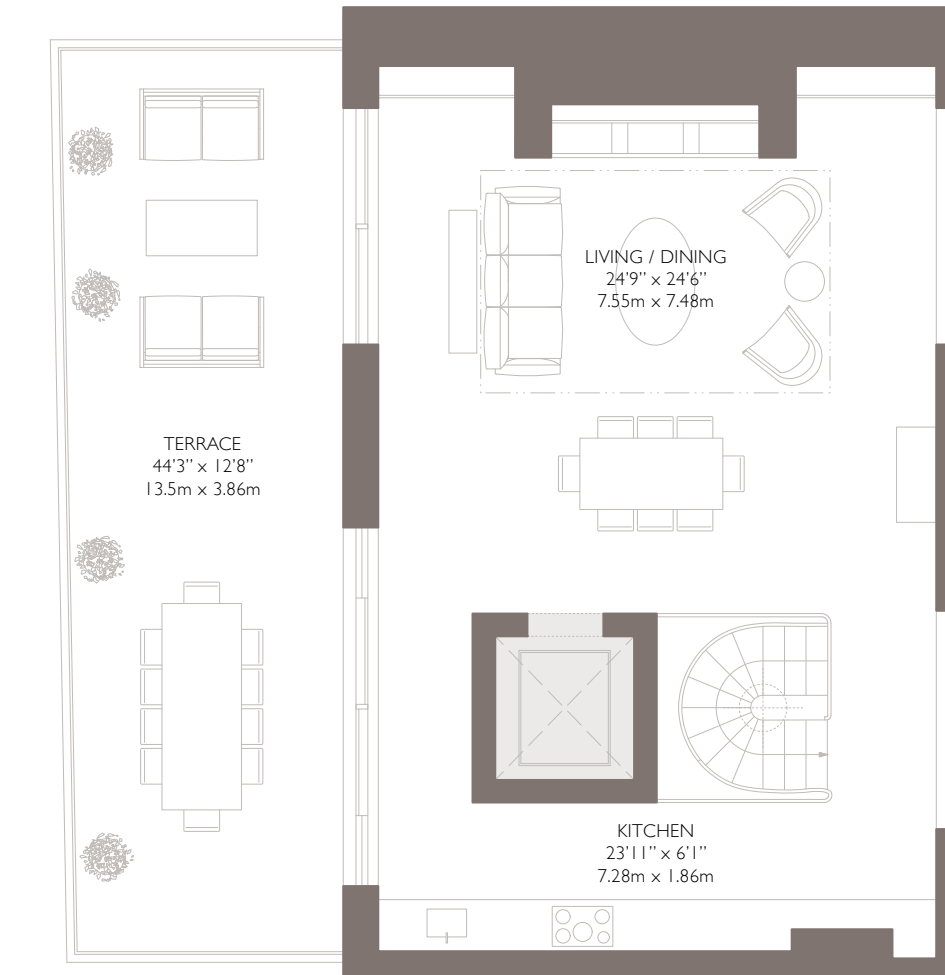 LIVING / DINING
24'9" x 24'6"
7.55m x 7.48m
TERRACE
44'3" x 12'8"
13.5m x 3.86m
KITCHEN
23'11" x 6'1"
7.28m x 1.86m